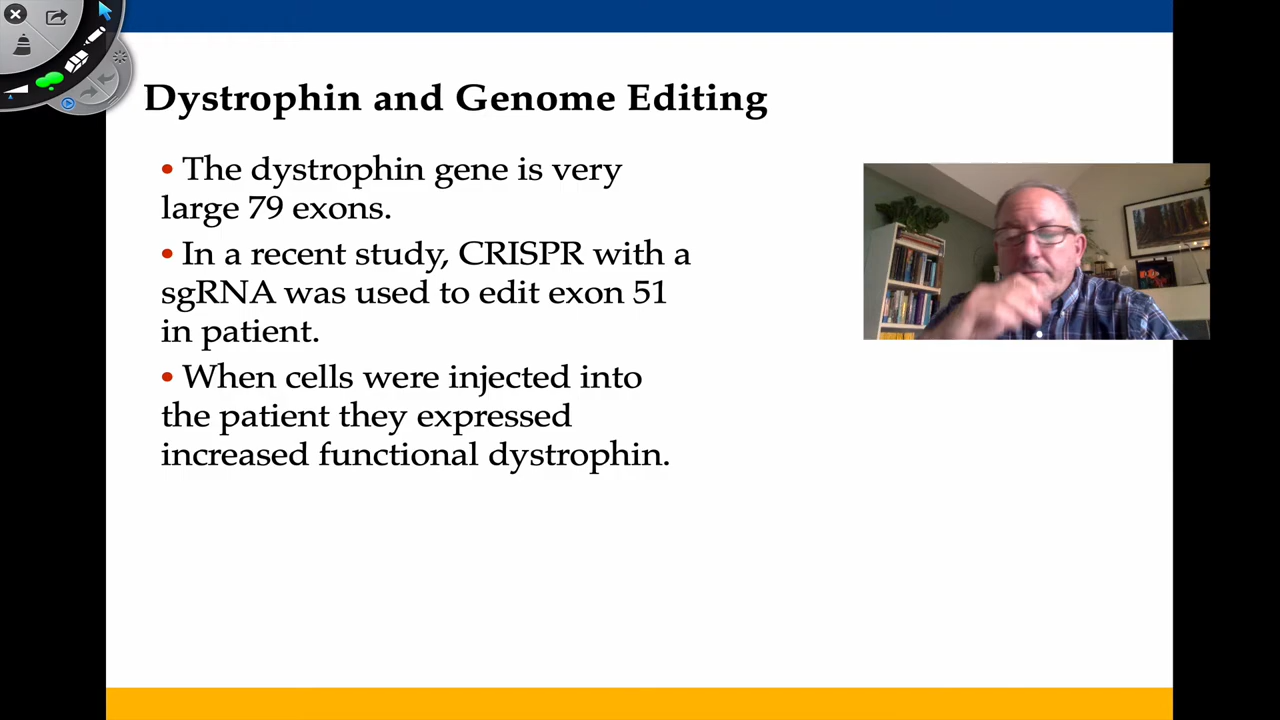 Dystrophin and Genome Editing
• The dystrophin gene is very
large 79 exons.
• In a recent study, CRISPR with a
sgRNA was used to edit exon 51
in patient.
• When cells were injected into
the patient they expressed
increased functional dystrophin.